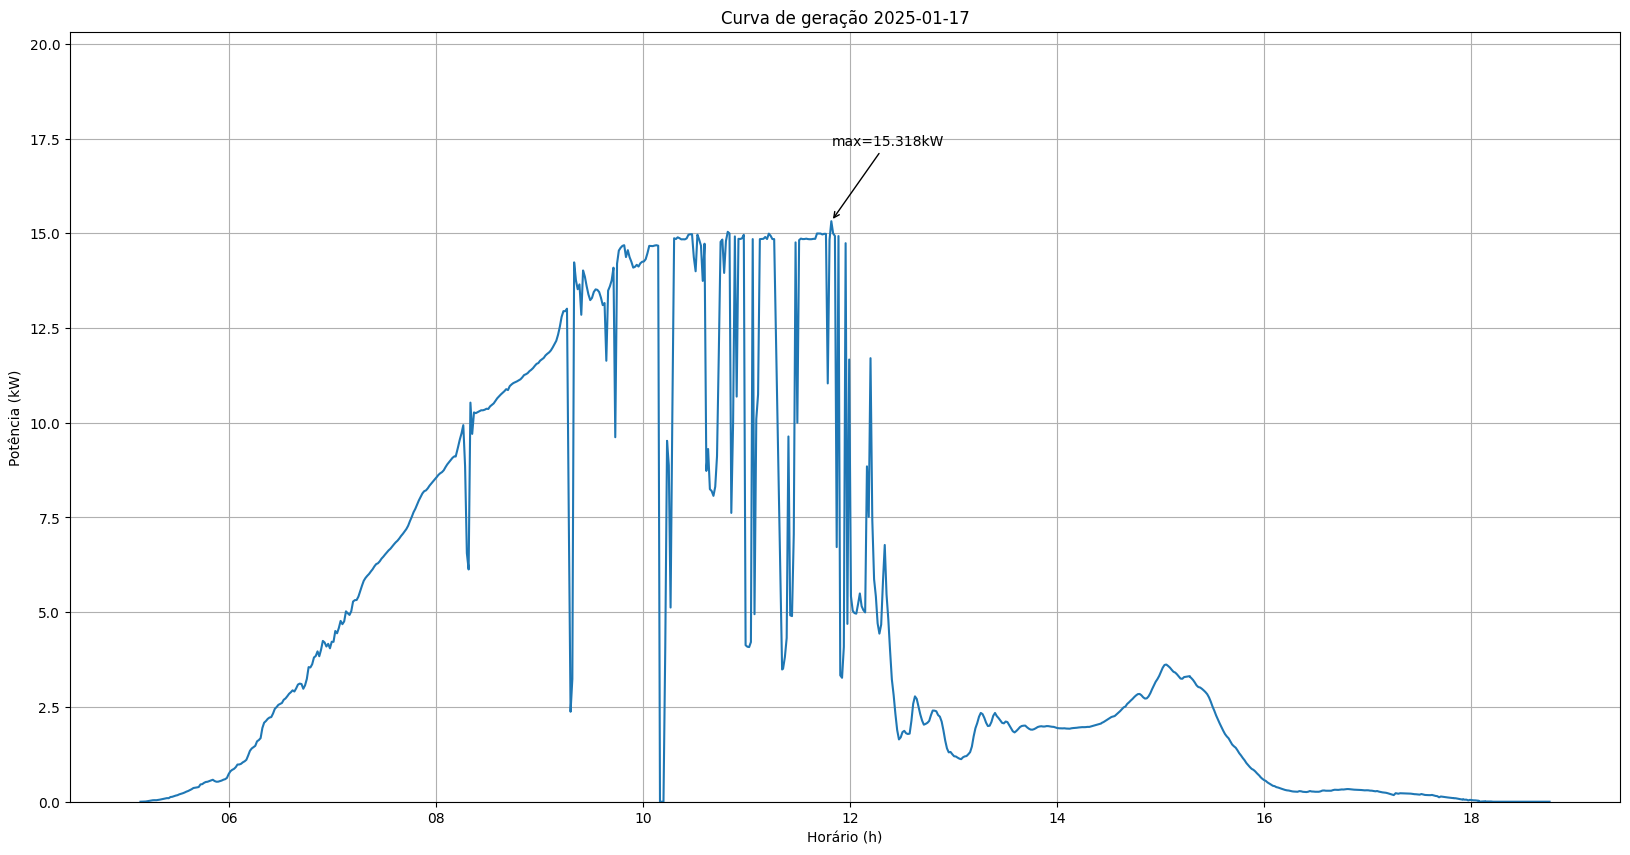 Curva de geração 2025-01-17
20.0
17.5
15.0
12.5
10.0
7.5
5.0
2.5
0.0
Potência (kW)
max=15.318kW
06 08 10 12 14 16 18
Horário (h)